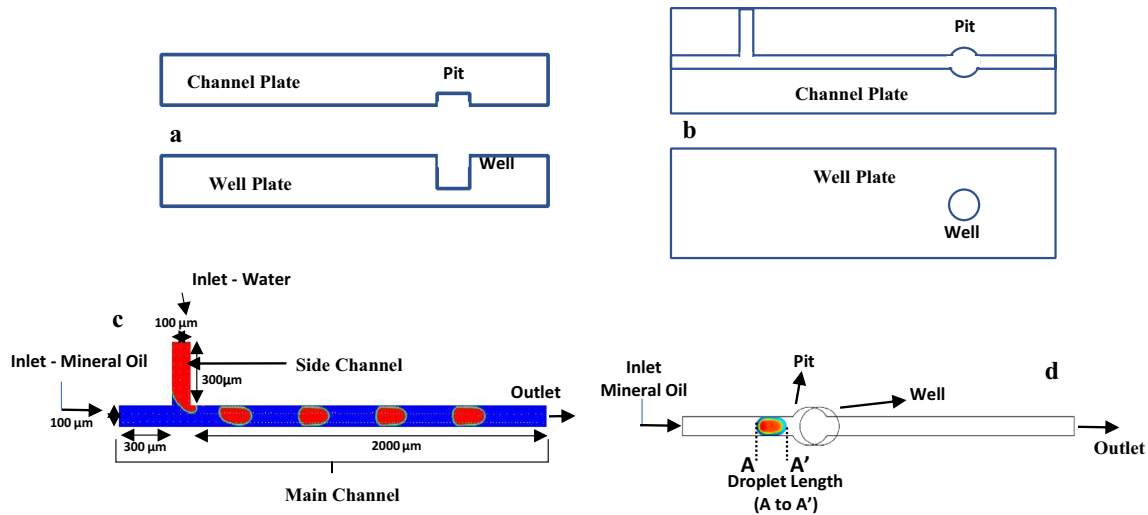 Pit
Channel Plate
a
Well
Well Plate
Pit
Channel Plate
b
Well Plate
Well
Inlet - Water
c
100 µm
Inlet - Mineral Oil
Side Channel
300µm
Outlet
100 µm
300 µm
2000 µm
Main Channel
Inlet
Mineral Oil
Pit
d
Well
A
A'
Outlet
Droplet Length
(A to A')